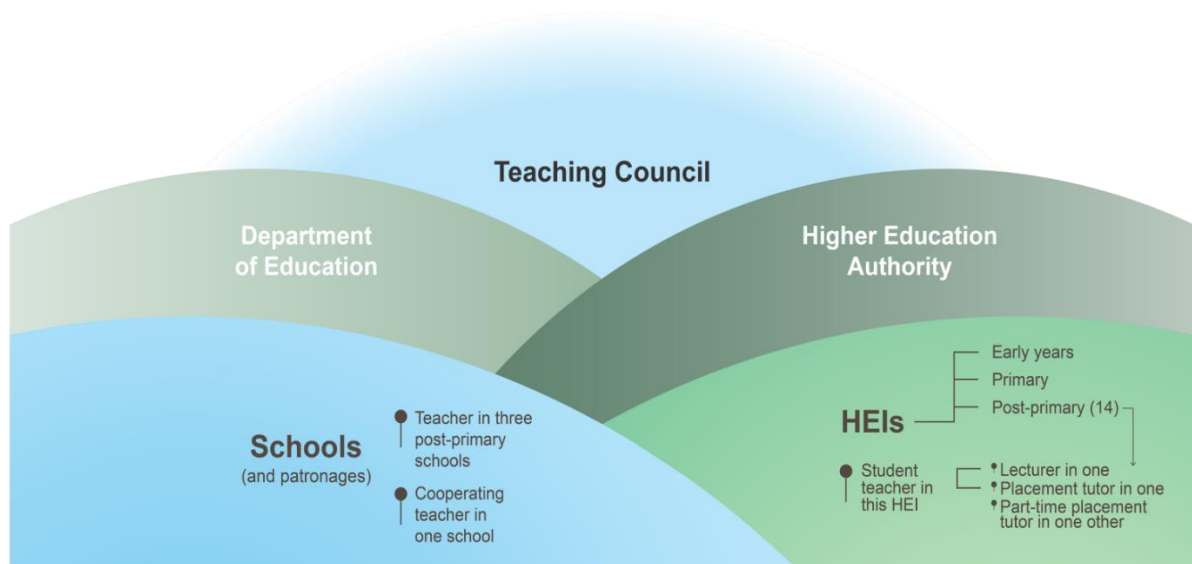 Teaching Council
Department
of Education
Higher Education
Authority
Schools
(and patronages)
Teacher in three
post-primary
schools
Cooperating
teacher in
one school
HEIs
Early years
Primary
Post-primary (14)
Student
teacher in
this HEI
Lecturer in one
Placement tutor in one
Part-time placement
tutor in one other